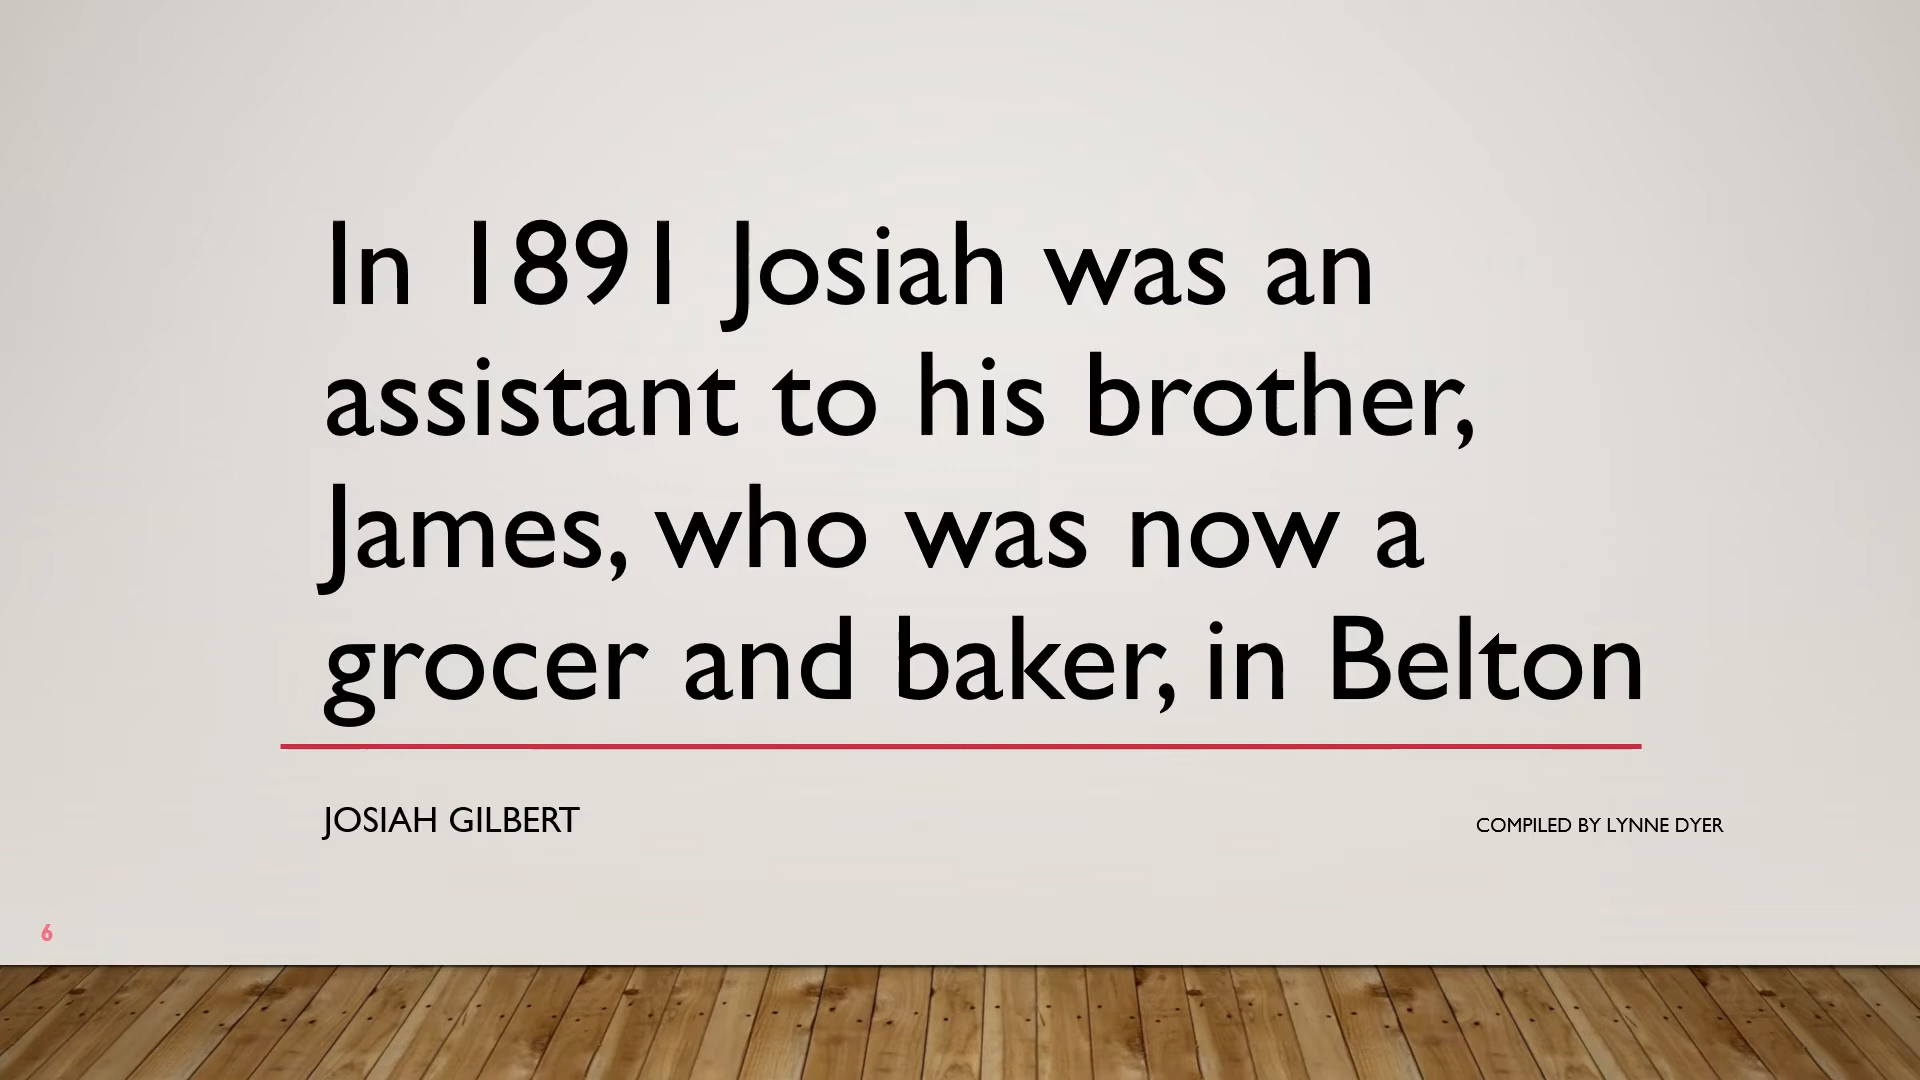 In 1891 Josiah was an
assistant to his brother,
James, who was now a
grocer and baker, in Belton
JOSIAH GILBERT
COMPILED BY LYNNE DYER
6